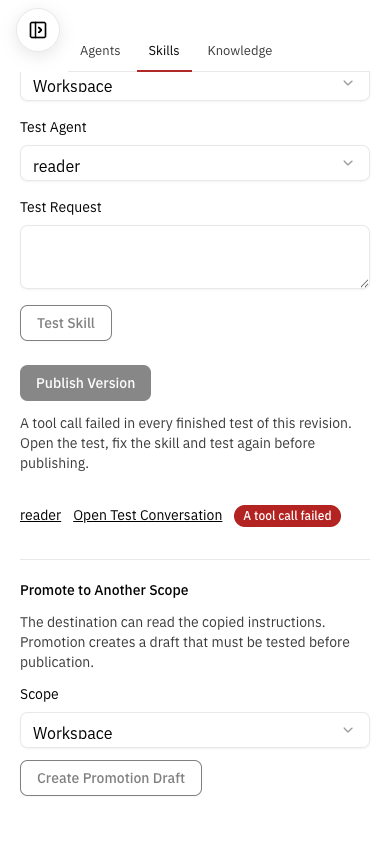 Agents Skills Knowledge
Workspace
Test Agent
reader
Test Request
Test Skill
Publish Version
A tool call failed in every finished test of this revision.
Open the test, fix the skill and test again before
publishing.
reader Open Test Conversation A tool call failed
Promote to Another Scope
The destination can read the copied instructions.
Promotion creates a draft that must be tested before
publication.
Scope
Workspace
Create Promotion Draft